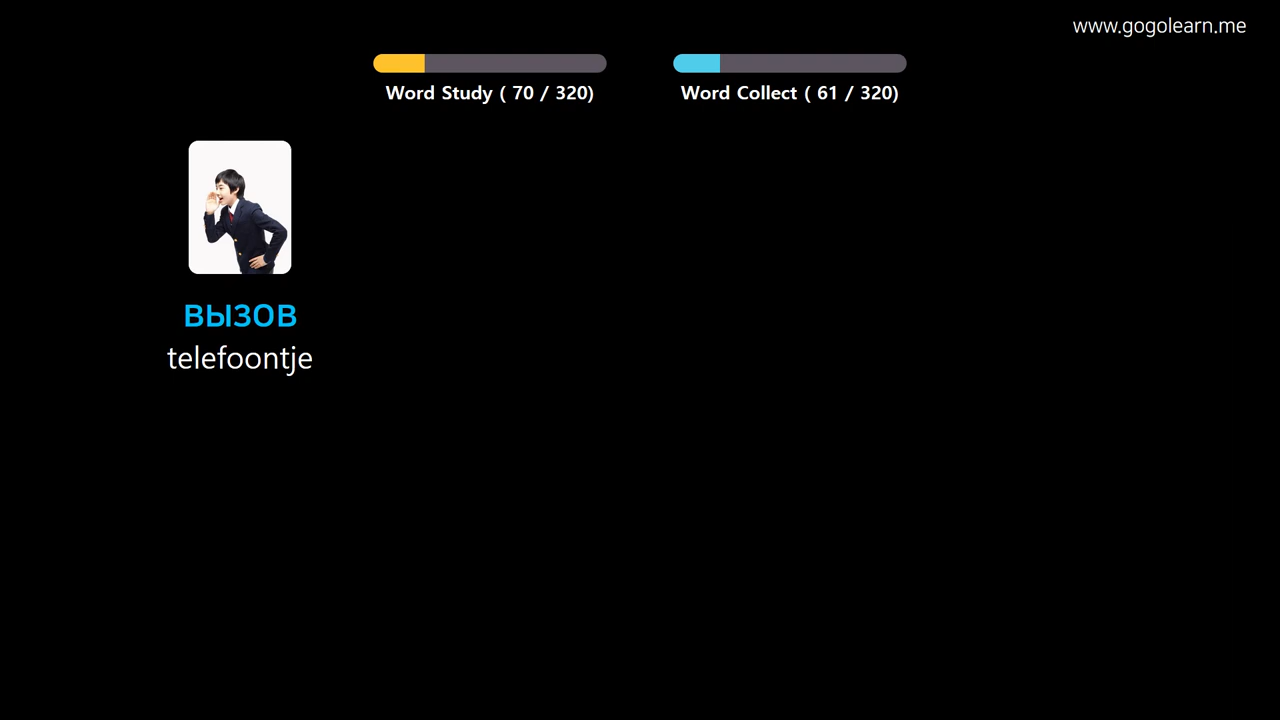 www.gogolearn.me
Word Study ( 70 / 320)
Word Collect ( 61 / 320)
вызов
telefoontje